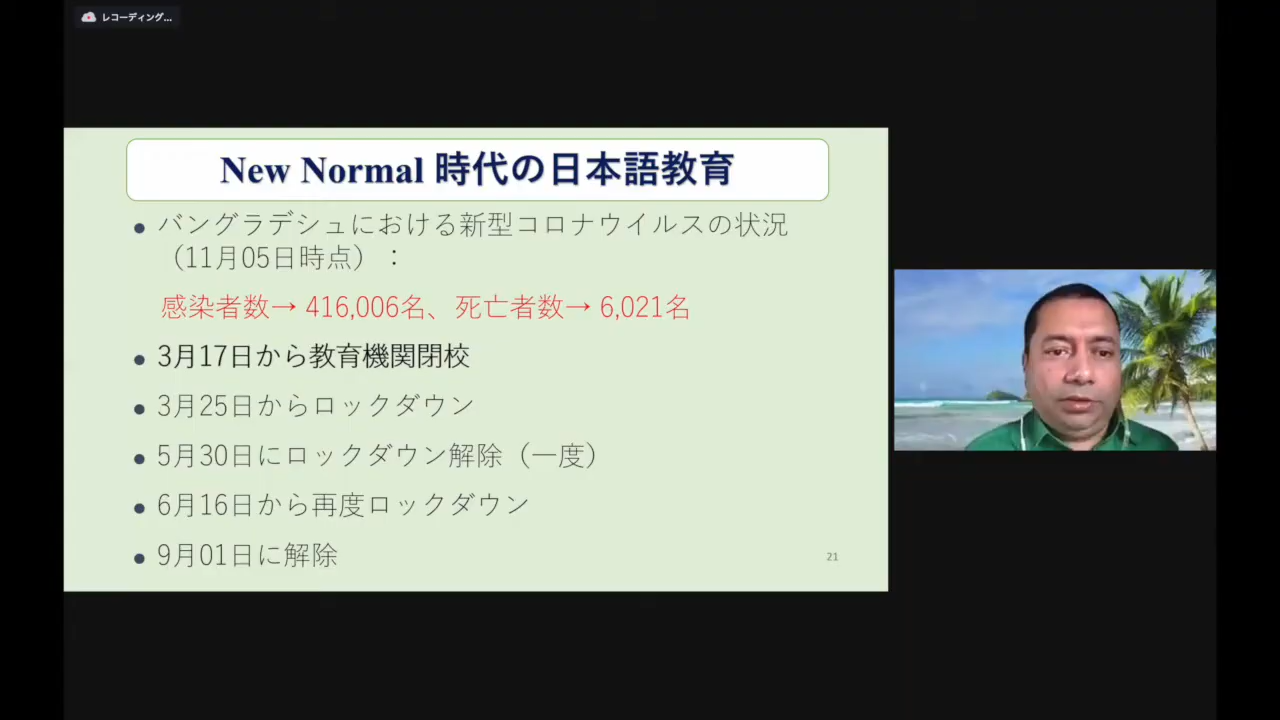 レコーディング...
New Normal 時代の日本語教育
• バングラデシュにおける新型コロナウイルスの状況
（11月05日時点）：
感染者数→ 416,006名、死亡者数→ 6,021名
• 3月17日から教育機関閉校
• 3月25日からロックダウン
• 5月30日にロックダウン解除（一度）
• 6月16日から再度ロックダウン
• 9月01日に解除
21